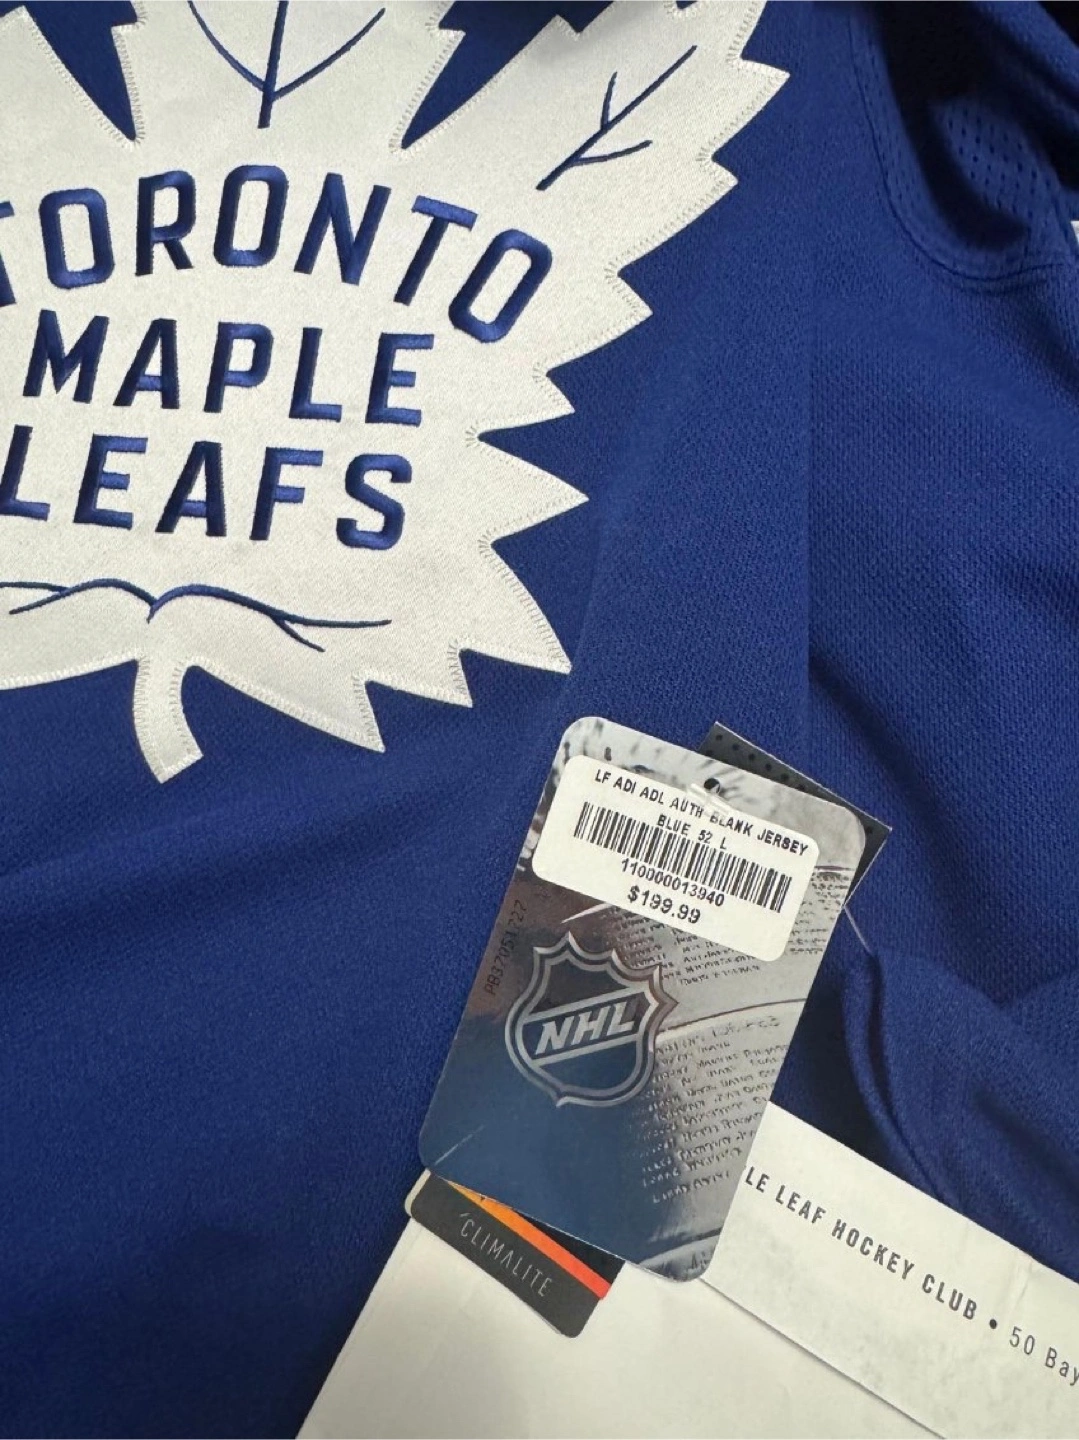 TORONTO
MAPLE
LEAFS
LF ADI ADL AUTH BLANK JERSEY
BLUE 52 L
110000013940
$199.99
PB37051727
NHL
CLIMALITE
LE LEAF HOCKEY CLUB • 50 Bay